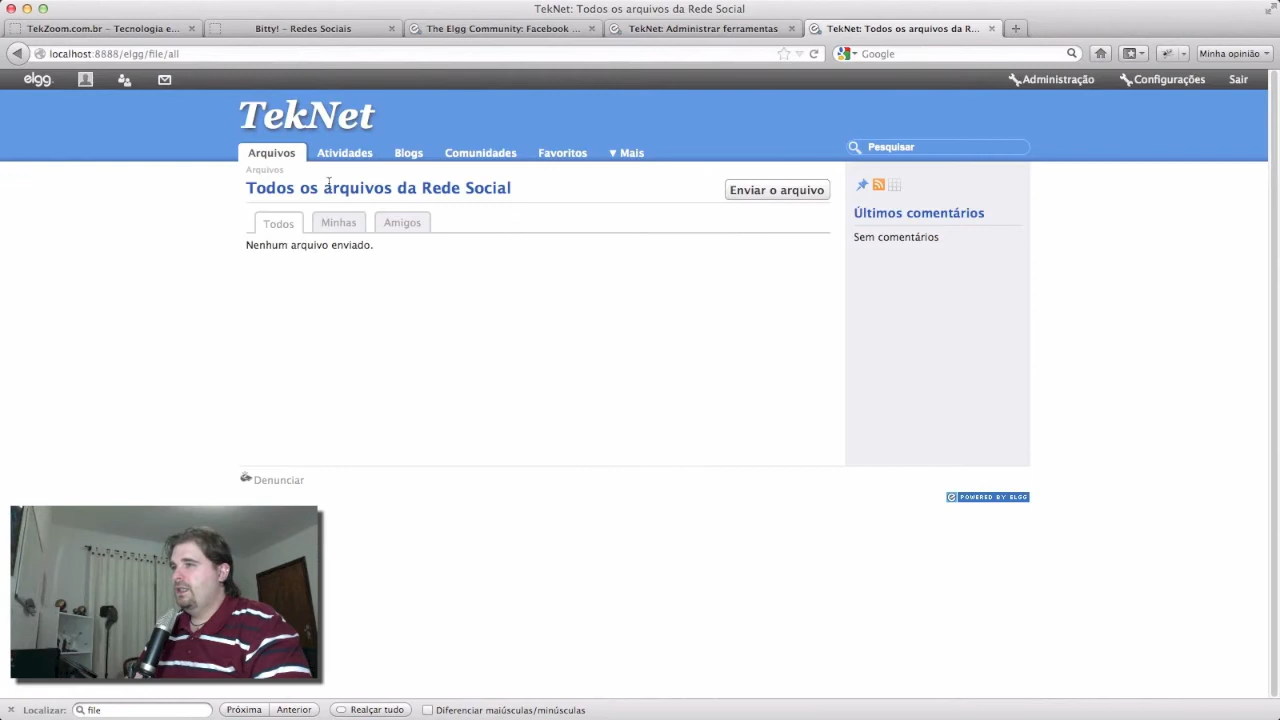 TekNet: Todos os arquivos da Rede Social
TekZoom.com.br – Tecnologia e...
Bitty! – Redes Sociais
The Elgg Community: Facebook ...
TekNet: Administrar ferramentas
TekNet: Todos os arquivos da R...
localhost:8888/elgg/file/all
Google
Minha opinião
elgg
Administração
Configurações
Sair
TekNet
Arquivos
Atividades
Blogs
Comunidades
Favoritos
▼ Mais
Pesquisar
Arquivos
Todos os arquivos da Rede Social
Enviar o arquivo
Todos
Minhas
Amigos
Nenhum arquivo enviado.
Últimos comentários
Sem comentários
Denunciar
POWERED BY ELGG
Localizar:
file
Próxima
Anterior
Realçar tudo
Diferenciar maiúsculas/minúsculas